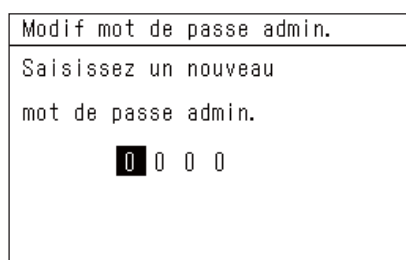 Modif mot de passe admin.
Saisissez un nouveau
mot de passe admin.
0 0 0 0